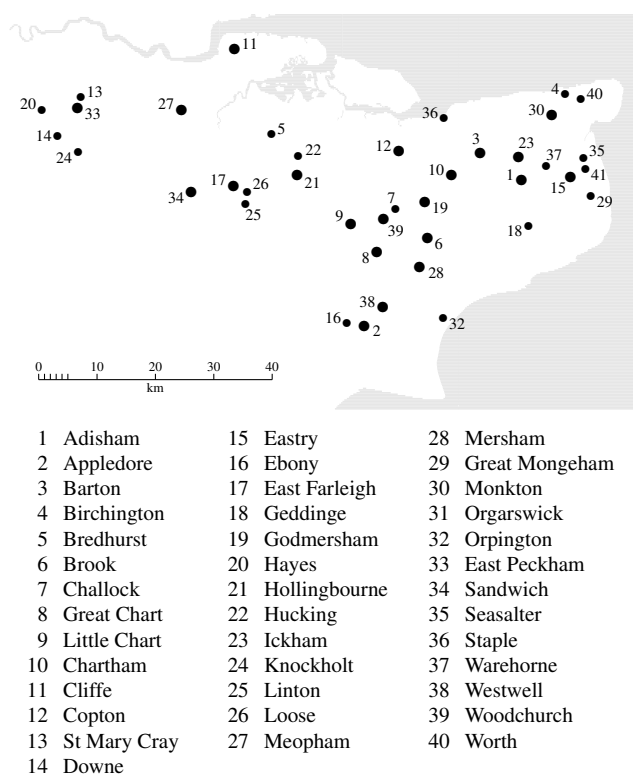 11
13
4
40
20
33
27
30
36
14
5
3
23
35
24
22
12
37
10
1
41
21
17
26
15
34
7
19
29
25
9
39
18
6
8
28
38
16
2
32
0 10 20 30 40
km
1 Adisham
2 Appledore
3 Barton
4 Birchington
5 Bredhurst
6 Brook
7 Challock
8 Great Chart
9 Little Chart
10 Chartham
11 Cliffe
12 Copton
13 St Mary Cray
14 Downe
15 Eastry
16 Ebony
17 East Farleigh
18 Geddinge
19 Godmersham
20 Hayes
21 Hollingbourne
22 Hucking
23 Ickham
24 Knockholt
25 Linton
26 Loose
27 Meopham
28 Mersham
29 Great Mongeham
30 Monkton
31 Orgarswick
32 Orpington
33 East Peckham
34 Sandwich
35 Seasalter
36 Staple
37 Warehorne
38 Westwell
39 Woodchurch
40 Worth